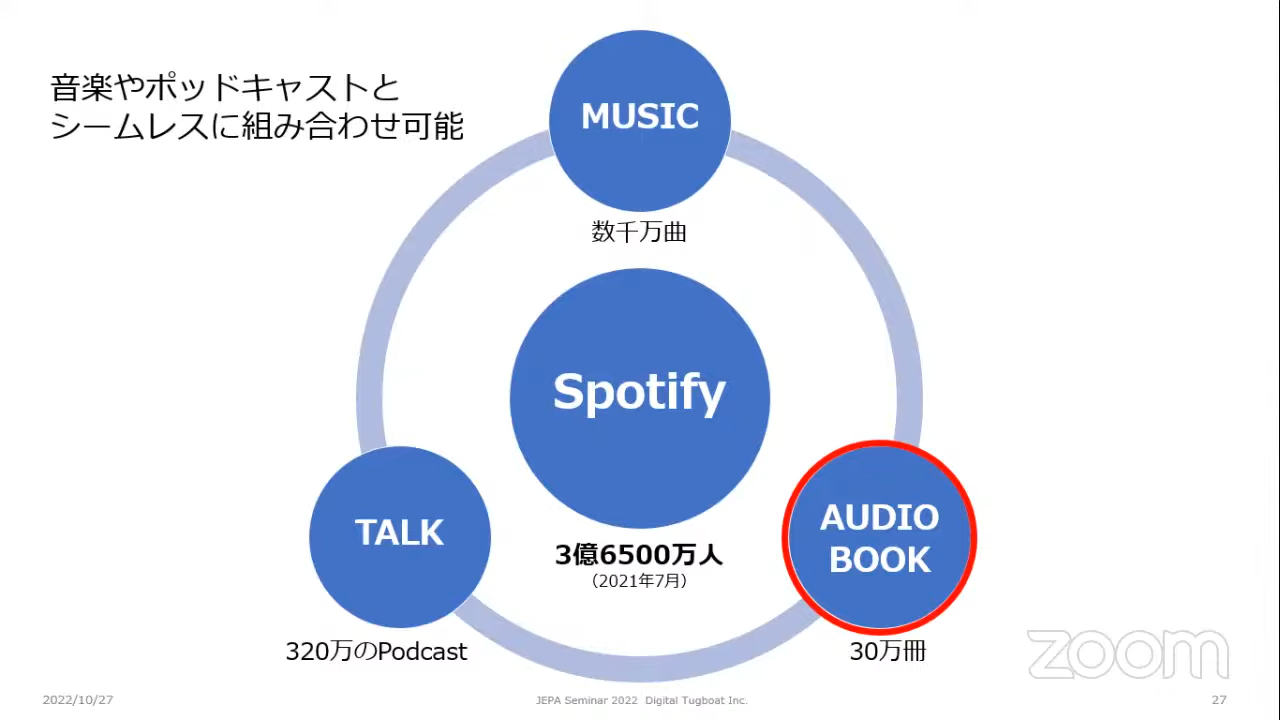 音楽やポッドキャストと
シームレスに組み合わせ可能
MUSIC
数千万曲
Spotify
3億6500万人
（2021年7月）
TALK
320万のPodcast
AUDIO
BOOK
30万冊
zoom
2022/10/27
JEPA Seminar 2022 Digital Tugboat Inc.
27